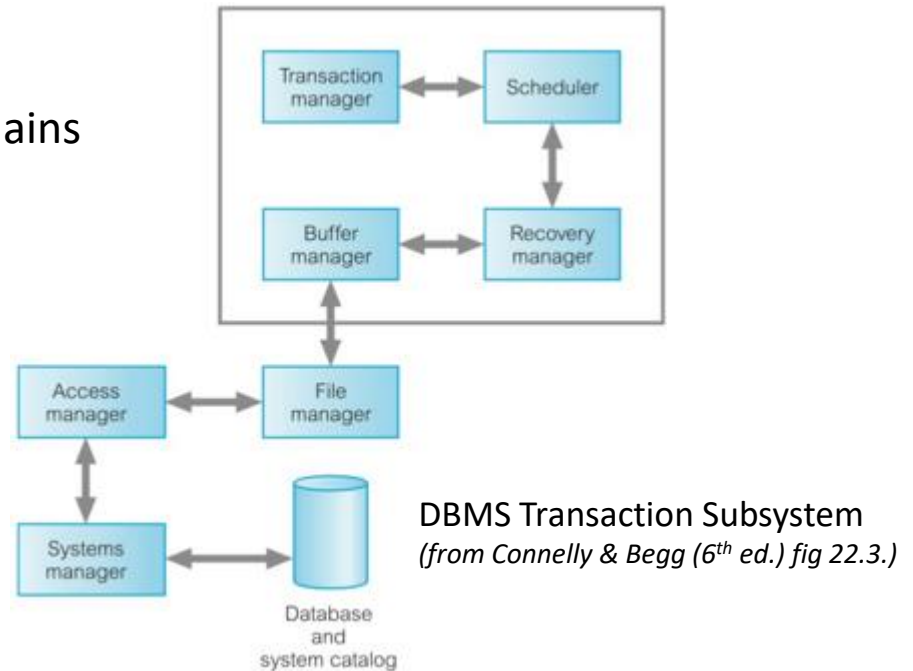 Transaction
manager
Scheduler
ains
Buffer
manager
Recovery
manager
Access
manager
File
manager
Systems
manager
DBMS Transaction Subsystem
(from Connelly & Begg (6th ed.) fig 22.3.)
Database
and
system catalog